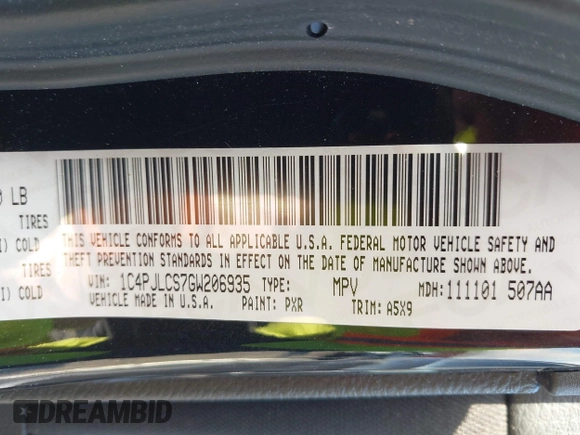 0 LB
TIRES
I) COLD
TIRES
I) COLD
THIS VEHICLE CONFORMS TO ALL APPLICABLE U.S.A. FEDERAL MOTOR VEHICLE SAFETY AND
THEFT PREVENTION STANDARDS IN EFFECT ON THE DATE OF MANUFACTURE SHOWN ABOVE.
VIN: 1C4PJLCS7GW206935 TYPE: MPV MDH:111101 507AA
VEHICLE MADE IN U.S.A. PAINT: PXR TRIM: A5X9
DREAMBID